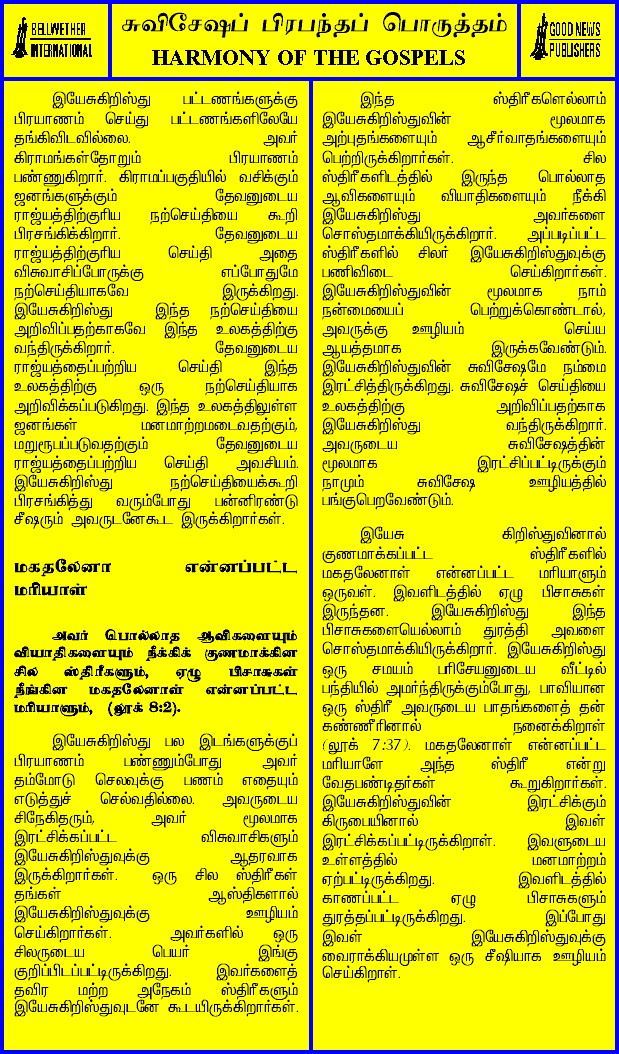 BELLWETHER
INTERNATIONAL
சுவிசேஷப் பிரபந்தப் பொருத்தம்
HARMONY OF THE GOSPELS
GOOD NEWS
PUBLISHERS
இயேசுகிறிஸ்து பட்டணங்களுக்கு
பிரயாணம் செய்து பட்டணங்களிலேயே
தங்கிவிடவில்லை. அவர்
கிராமங்கள்தோறும் பிரயாணம்
பண்ணுகிறார். கிராமப்பகுதியில் வசிக்கும்
ஜனங்களுக்கும் தேவனுடைய
ராஜ்யத்திற்குரிய நற்செய்தியை கூறி
பிரசங்கிக்கிறார். தேவனுடைய
ராஜ்யத்திற்குரிய செய்தி அதை
விசுவாசிப்போருக்கு எப்போதுமே
நற்செய்தியாகவே இருக்கிறது.
இயேசுகிறிஸ்து இந்த நற்செய்தியை
அறிவிப்பதற்காகவே இந்த உலகத்திற்கு
வந்திருக்கிறார். தேவனுடைய
ராஜ்யத்தைப்பற்றிய செய்தி இந்த
உலகத்திற்கு ஒரு நற்செய்தியாக
அறிவிக்கப்படுகிறது. இந்த உலகத்திலுள்ள
ஜனங்கள் மனமாற்றமடைவதற்கும்,
மறுரூபப்படுவதற்கும் தேவனுடைய
ராஜ்யத்தைப்பற்றிய செய்தி அவசியம்.
இயேசுகிறிஸ்து நற்செய்தியைக்கூறி
பிரசங்கித்து வரும்போது பன்னிரண்டு
சீஷரும் அவருடனேகூட இருக்கிறார்கள்.
மகதலேனா என்னப்பட்ட
மரியாள்
அவர் பொல்லாத ஆவிகளையும்
வியாதிகளையும் நீக்கிக் குணமாக்கின
சில ஸ்திரீகளும், ஏழு பிசாசுகள்
நீங்கின மகதலேனாள் என்னப்பட்ட
மரியாளும், (லூக் 8:2).
இயேசுகிறிஸ்து பல இடங்களுக்குப்
பிரயாணம் பண்ணும்போது அவர்
தம்மோடு செலவுக்கு பணம் எதையும்
எடுத்துச் செல்வதில்லை. அவருடைய
சிநேகிதரும், அவர் மூலமாக
இரட்சிக்கப்பட்ட விசுவாசிகளும்
இயேசுகிறிஸ்துவுக்கு ஆதரவாக
இருக்கிறார்கள். ஒரு சில ஸ்திரீகள்
தங்கள் ஆஸ்திகளால்
இயேசுகிறிஸ்துவுக்கு ஊழியம்
செய்கிறார்கள். அவர்களில் ஒரு
சிலருடைய பெயர் இங்கு
குறிப்பிடப்பட்டிருக்கிறது. இவர்களைத்
தவிர மற்ற அநேகம் ஸ்திரீகளும்
இயேசுகிறிஸ்துவுடனே கூடயிருக்கிறார்கள்.
இந்த ஸ்திரீகளெல்லாம்
இயேசுகிறிஸ்துவின் மூலமாக
அற்புதங்களையும் ஆசீர்வாதங்களையும்
பெற்றிருக்கிறார்கள். சில
ஸ்திரீகளிடத்தில் இருந்த பொல்லாத
ஆவிகளையும் வியாதிகளையும் நீக்கி
இயேசுகிறிஸ்து அவர்களை
சொஸ்தமாக்கியிருக்கிறார். அப்படிப்பட்ட
ஸ்திரீகளில் சிலர் இயேசுகிறிஸ்துவுக்கு
பணிவிடை செய்கிறார்கள்.
இயேசுகிறிஸ்துவின் மூலமாக நாம்
நன்மையைப் பெற்றுக்கொண்டால்,
அவருக்கு ஊழியம் செய்ய
ஆயத்தமாக இருக்கவேண்டும்.
இயேசுகிறிஸ்துவின் சுவிசேஷமே நம்மை
இரட்சித்திருக்கிறது. சுவிசேஷச் செய்தியை
உலகத்திற்கு அறிவிப்பதற்காக
இயேசுகிறிஸ்து வந்திருக்கிறார்.
அவருடைய சுவிசேஷத்தின்
மூலமாக இரட்சிப்பட்டிருக்கும்
நாமும் சுவிசேஷ ஊழியத்தில்
பங்குபெறவேண்டும்.
இயேசு கிறிஸ்துவினால்
குணமாக்கப்பட்ட ஸ்திரீகளில்
மகதலேனாள் என்னப்பட்ட மரியாளும்
ஒருவள். இவளிடத்தில் ஏழு பிசாசுகள்
இருந்தன. இயேசுகிறிஸ்து இந்த
பிசாசுகளையெல்லாம் துரத்தி அவளை
சொஸ்தமாக்கியிருக்கிறார். இயேசுகிறிஸ்து
ஒரு சமயம் பரிசேயனுடைய வீட்டில்
பந்தியில் அமர்ந்திருக்கும்போது, பாவியான
ஒரு ஸ்திரீ அவருடைய பாதங்களைத் தன்
கண்ணீரினால் நனைக்கிறாள்
(லூக் 7:37). மகதலேனாள் என்னப்பட்ட
மரியாளே அந்த ஸ்திரீ என்று
வேதபண்டிதர்கள் கூறுகிறார்கள்.
இயேசுகிறிஸ்துவின் இரட்சிக்கும்
கிருபையினால் இவள்
இரட்சிக்கப்பட்டிருக்கிறாள். இவளுடைய
உள்ளத்தில் மனமாற்றம்
ஏற்பட்டிருக்கிறது. இவளிடத்தில்
காணப்பட்ட ஏழு பிசாசுகளும்
துரத்தப்பட்டிருக்கிறது. இப்போது
இவள் இயேசுகிறிஸ்துவுக்கு
வைராக்கியமுள்ள ஒரு சீஷியாக ஊழியம்
செய்கிறாள்.